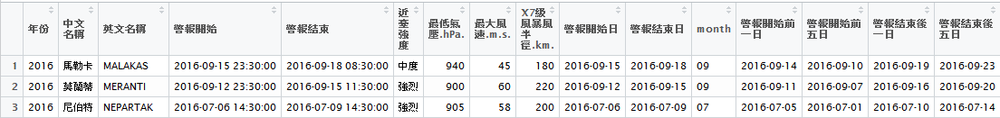 年份
中文
名稱
英文名稱
警報開始
警報結束
近
臺
強
度
最低氣
壓.hPa.
最大風
速.m.s.
X7級
風暴風
半
徑.km.
警報開始日
警報結束日
month
警報開始前
一日
警報開始前
五日
警報結束後
一日
警報結束後
五日
1 2016 馬勒卡 MALAKAS 2016-09-15 23:30:00 2016-09-18 08:30:00 中度 940 45 180 2016-09-15 2016-09-18 09 2016-09-14 2016-09-10 2016-09-19 2016-09-23
2 2016 莫蘭蒂 MERANTI 2016-09-12 23:30:00 2016-09-15 11:30:00 強烈 900 60 220 2016-09-12 2016-09-15 09 2016-09-11 2016-09-07 2016-09-16 2016-09-20
3 2016 尼伯特 NEPARTAK 2016-07-06 14:30:00 2016-07-09 14:30:00 強烈 905 58 200 2016-07-06 2016-07-09 07 2016-07-05 2016-07-01 2016-07-10 2016-07-14